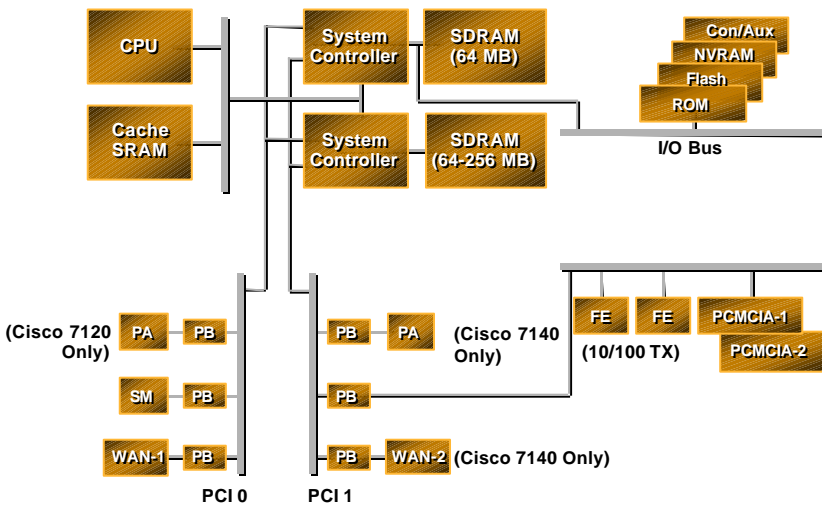 CPU
System
Controller
SDRAM
(64 MB)
Con/Aux
NVRAM
Flash
ROM
Cache
SRAM
System
Controller
SDRAM
(64-256 MB)
I/O Bus
(Cisco 7120
Only)
PA
PB
PB
PA
(Cisco 7140
Only)
FE
FE
(10/100 TX)
PCMCIA-1
PCMCIA-2
SM
PB
PB
WAN-1
PB
PB
WAN-2
(Cisco 7140 Only)
PCI 0
PCI 1